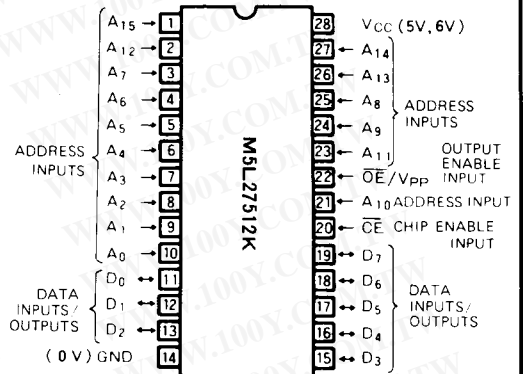 A15 → 1
A12 → 2
A7 → 3
A6 → 4
A5 → 5
A4 → 6
A3 → 7
A2 → 8
A1 → 9
A0 → 10
D0 ↔ 11
D1 ↔ 12
D2 ↔ 13
(0V) GND 14
ADDRESS
INPUTS
DATA
INPUTS/
OUTPUTS
M5L27512K
28 VCC (5V, 6V)
27 ← A14
26 ← A13
25 ← A8
24 ← A9
23 ← A11
22 ← OE/VPP
21 ← A10 ADDRESS INPUT
20 ← CE CHIP ENABLE
INPUT
19 ↔ D7
18 ↔ D6
17 ↔ D5
16 ↔ D4
15 ↔ D3
ADDRESS
INPUTS
OUTPUT
ENABLE
INPUT
DATA
INPUTS/
OUTPUTS
WWW.100Y.COM.TW